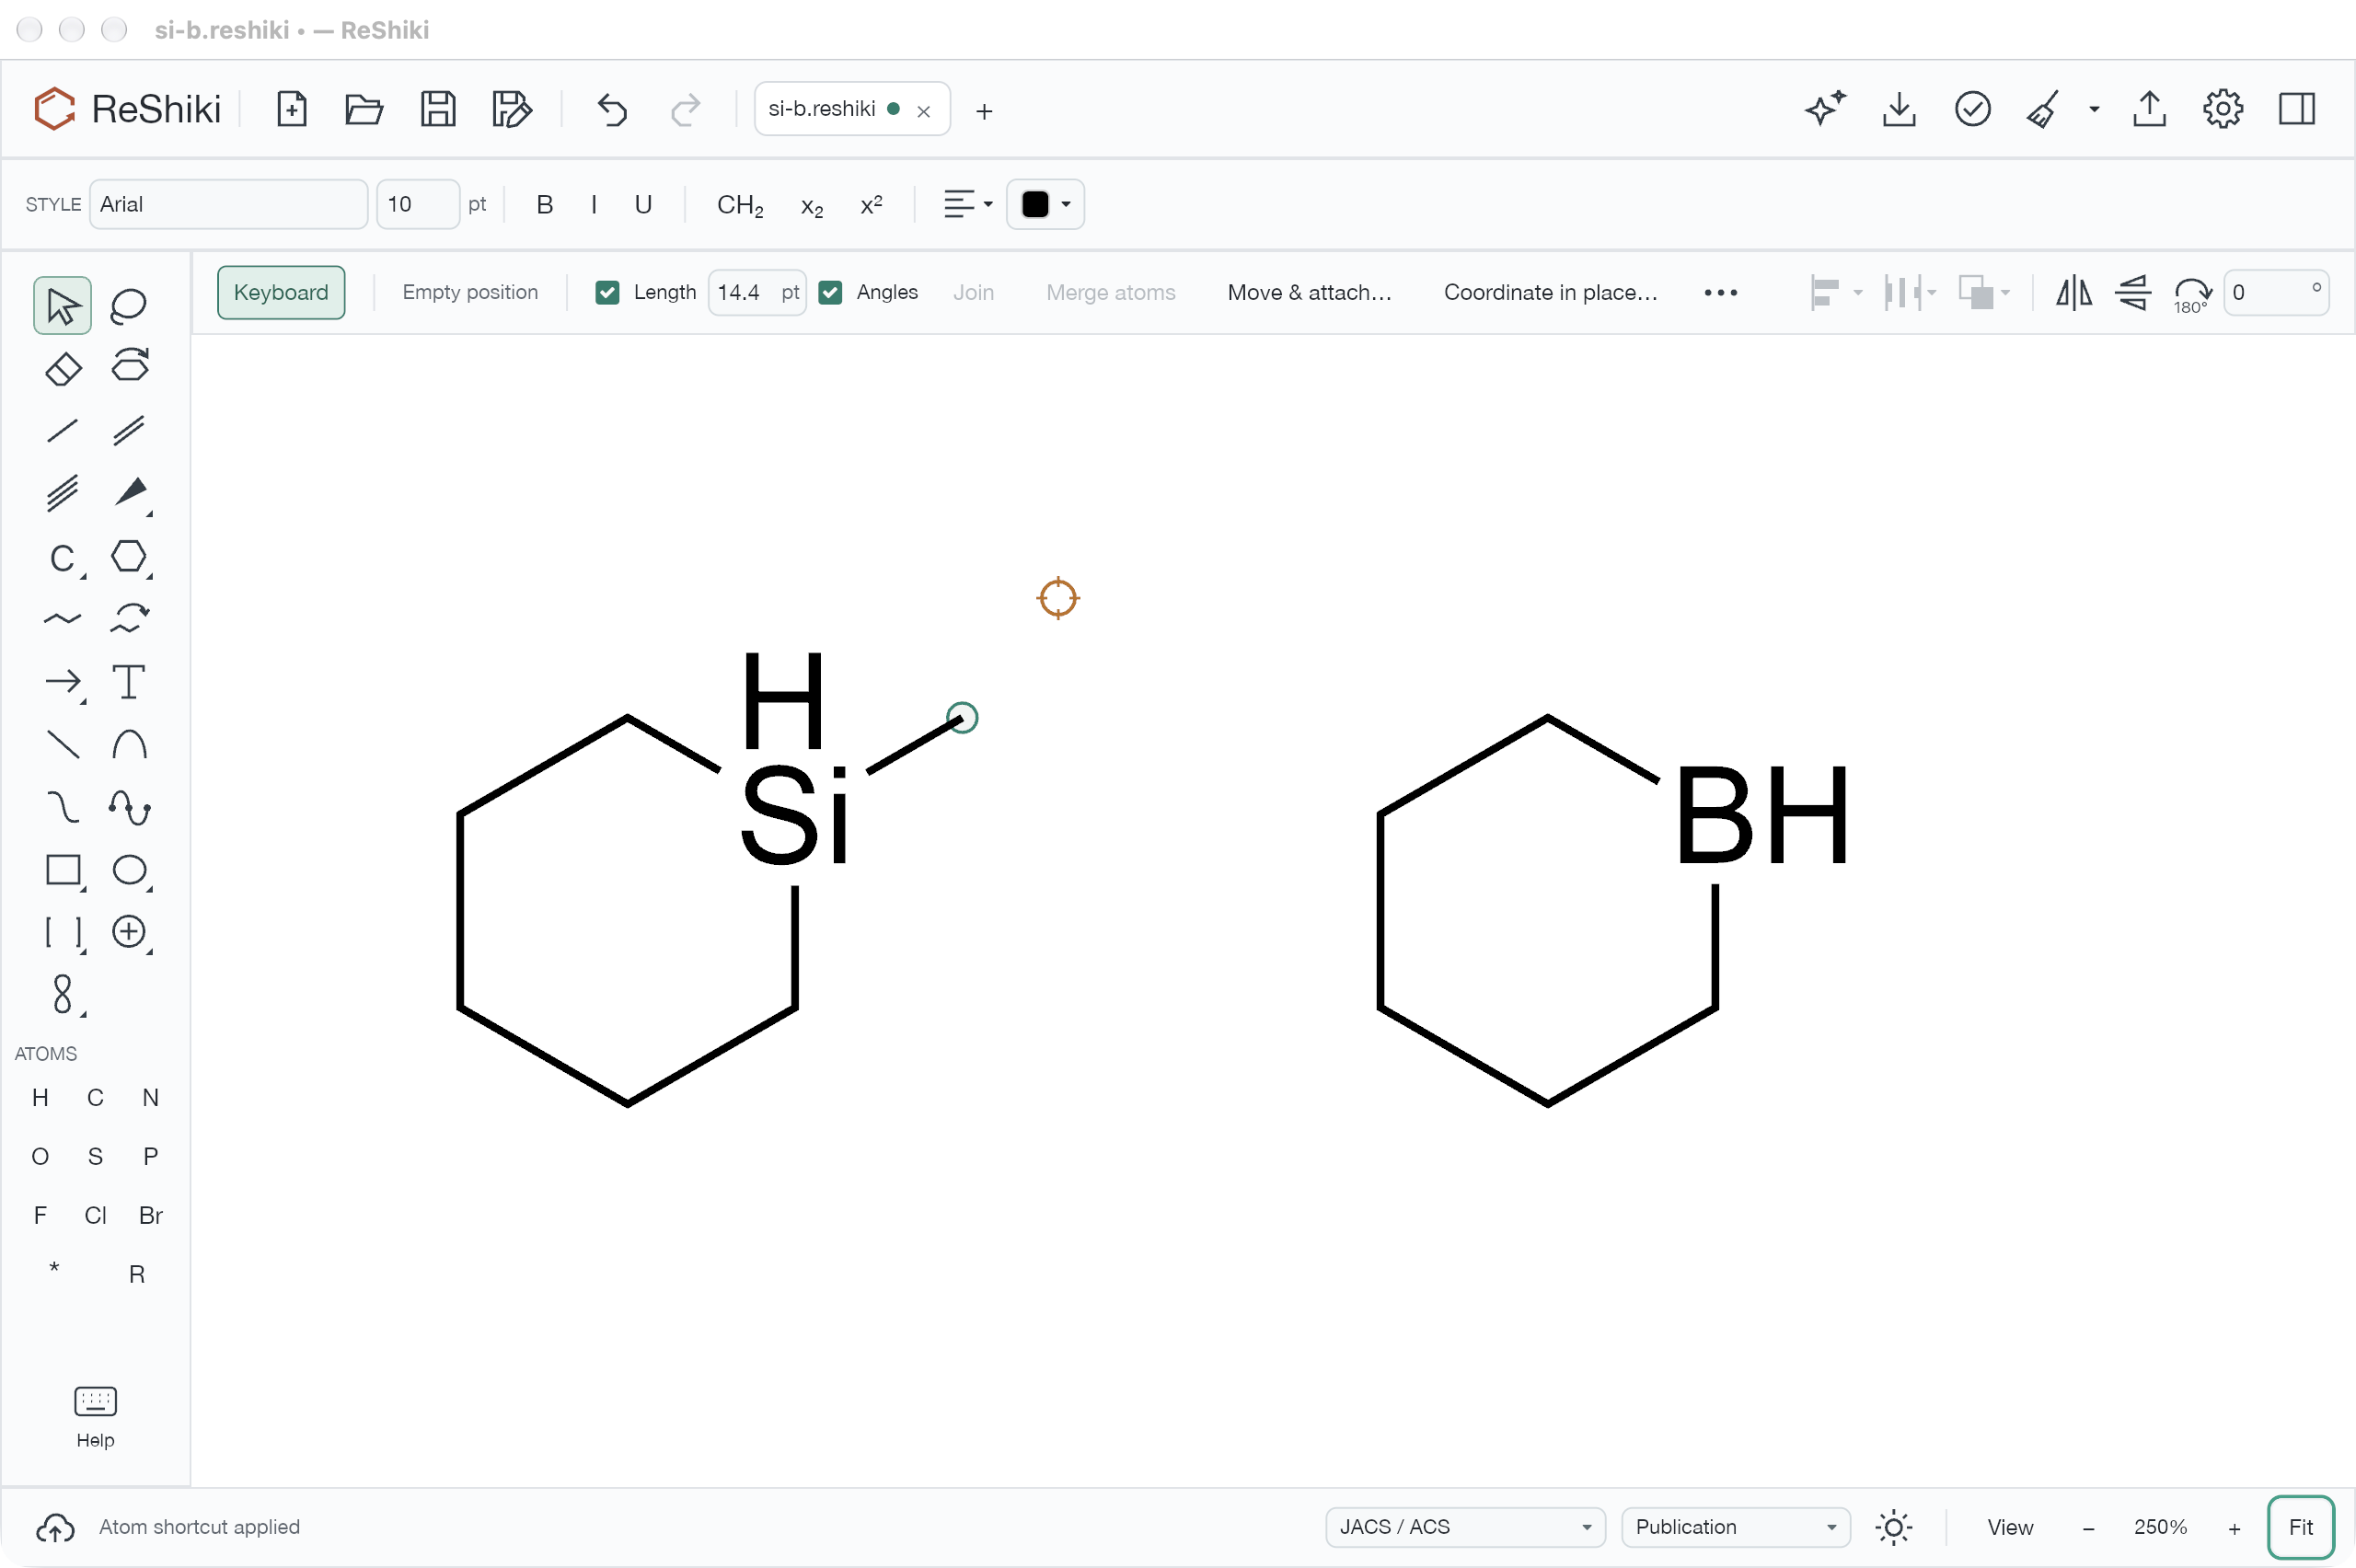 si-b.reshiki • — ReShiki
ReShiki
si-b.reshiki ● × +
STYLE Arial 10 pt B I U CH₂ x₂ x²
Keyboard Empty position Length 14.4 pt Angles Join Merge atoms Move & attach... Coordinate in place... ••• 180° 0 °
C
T
[ ]
ATOMS
H C N
O S P
F Cl Br
* R
Help
H
Si
BH
Atom shortcut applied JACS / ACS Publication View − 250% + Fit